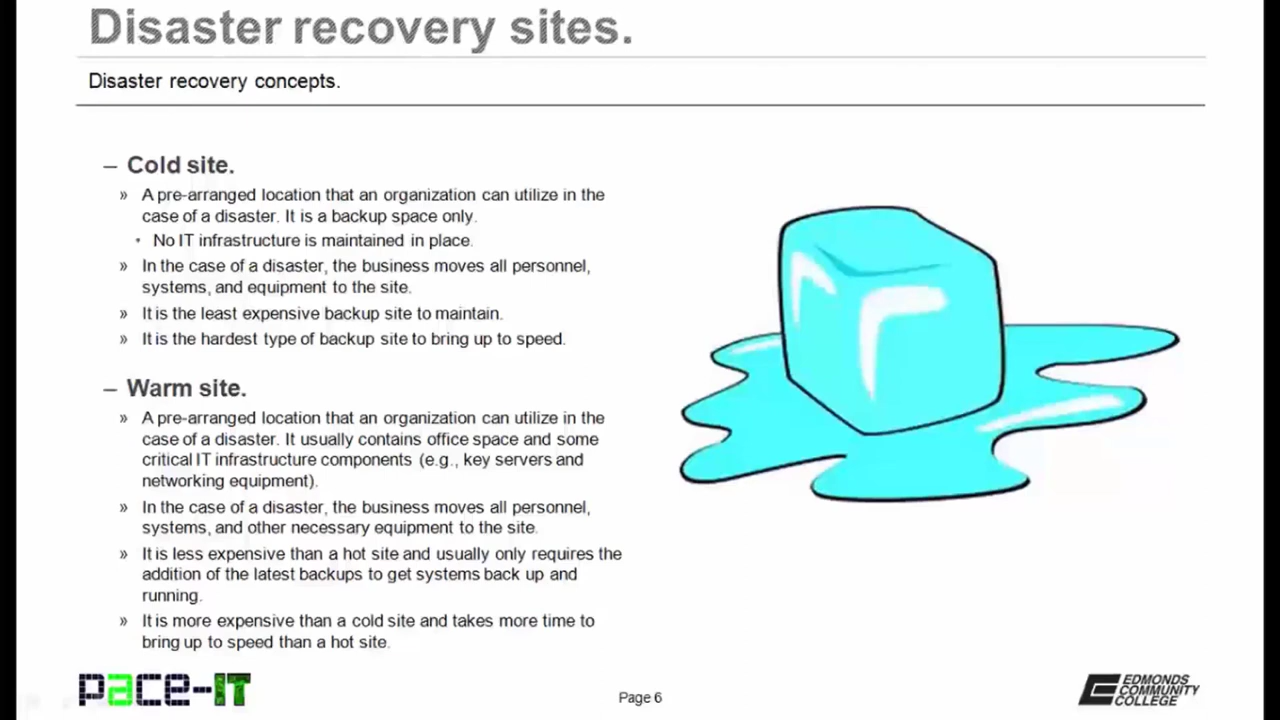 Disaster recovery sites.
Disaster recovery concepts.
– Cold site.
» A pre-arranged location that an organization can utilize in the
case of a disaster. It is a backup space only.
• No IT infrastructure is maintained in place.
» In the case of a disaster, the business moves all personnel,
systems, and equipment to the site.
» It is the least expensive backup site to maintain.
» It is the hardest type of backup site to bring up to speed.
– Warm site.
» A pre-arranged location that an organization can utilize in the
case of a disaster. It usually contains office space and some
critical IT infrastructure components (e.g., key servers and
networking equipment).
» In the case of a disaster, the business moves all personnel,
systems, and other necessary equipment to the site.
» It is less expensive than a hot site and usually only requires the
addition of the latest backups to get systems back up and
running.
» It is more expensive than a cold site and takes more time to
bring up to speed than a hot site.
pace-IT
Page 6
EDMONDS
COMMUNITY
COLLEGE